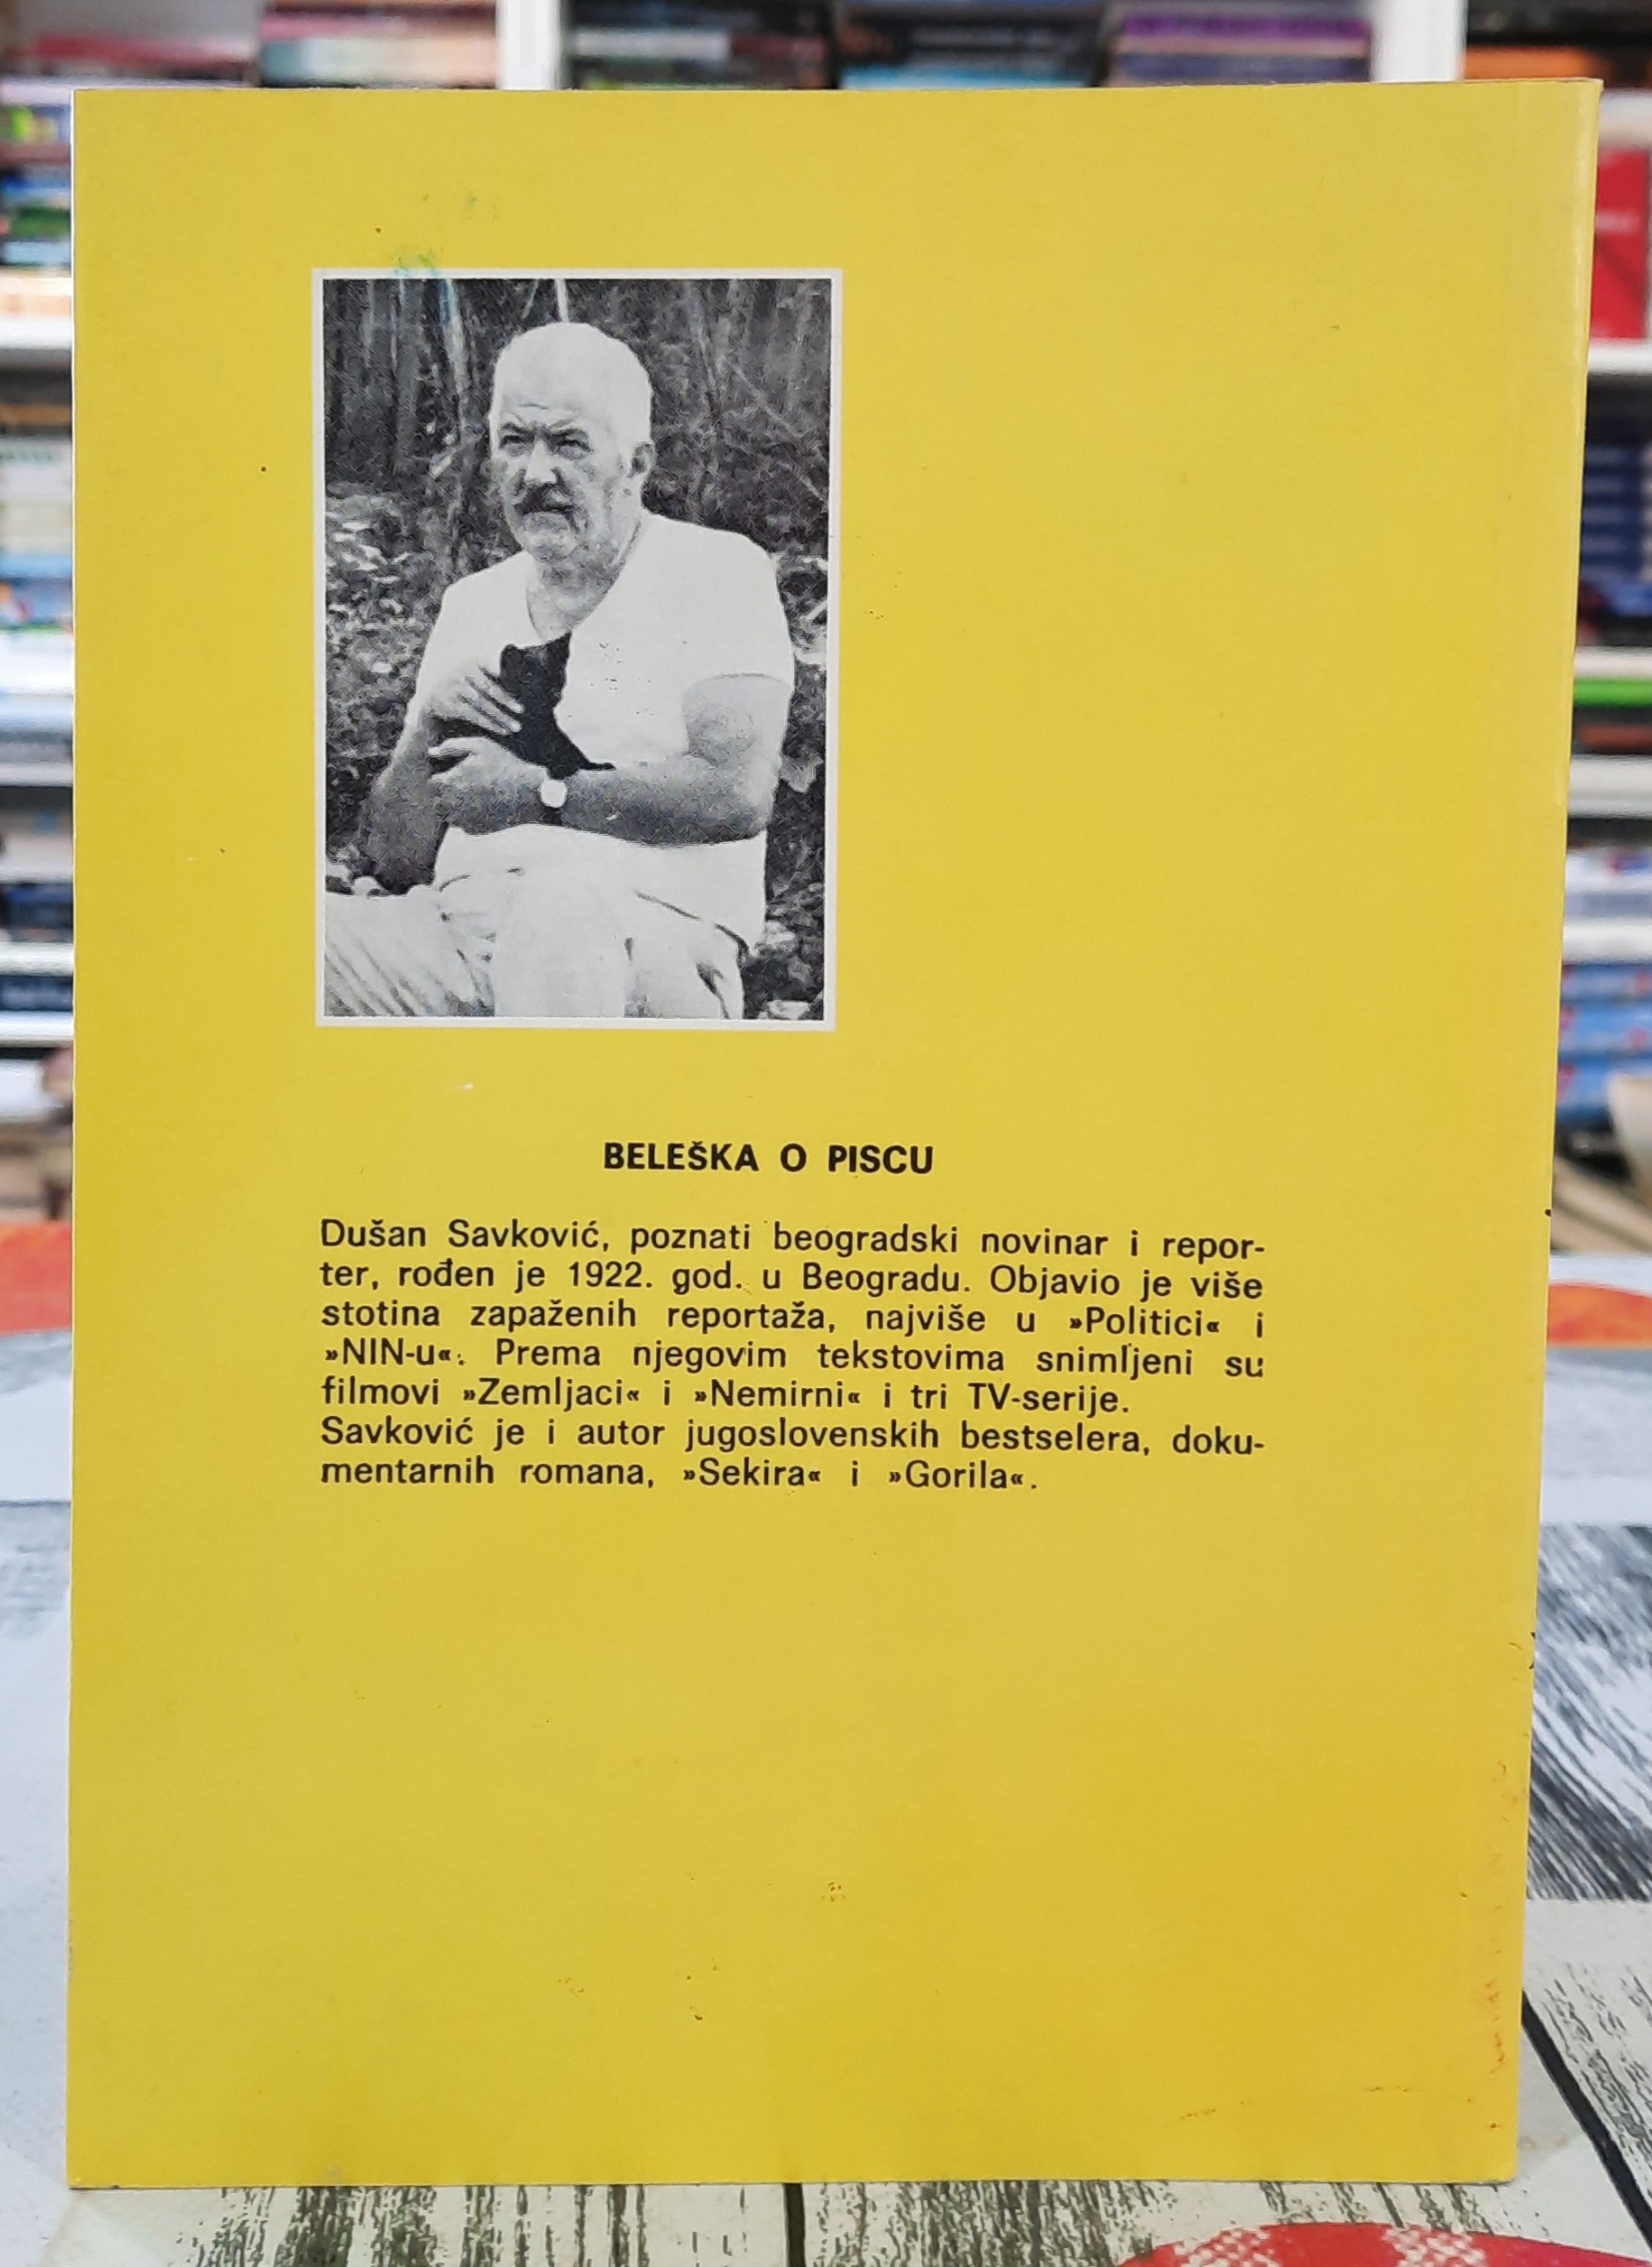 BELEŠKA O PISCU
Dušan Savković, poznati beogradski novinar i repor-
ter, rođen je 1922. god. u Beogradu. Objavio je više
stotina zapaženih reportaža, najviše u »Politici« i
»NIN-u«. Prema njegovim tekstovima snimljeni su
filmovi »Zemljaci« i »Nemirni« i tri TV-serije.
Savković je i autor jugoslovenskih bestselera, doku-
mentarnih romana, »Sekira« i »Gorila«.